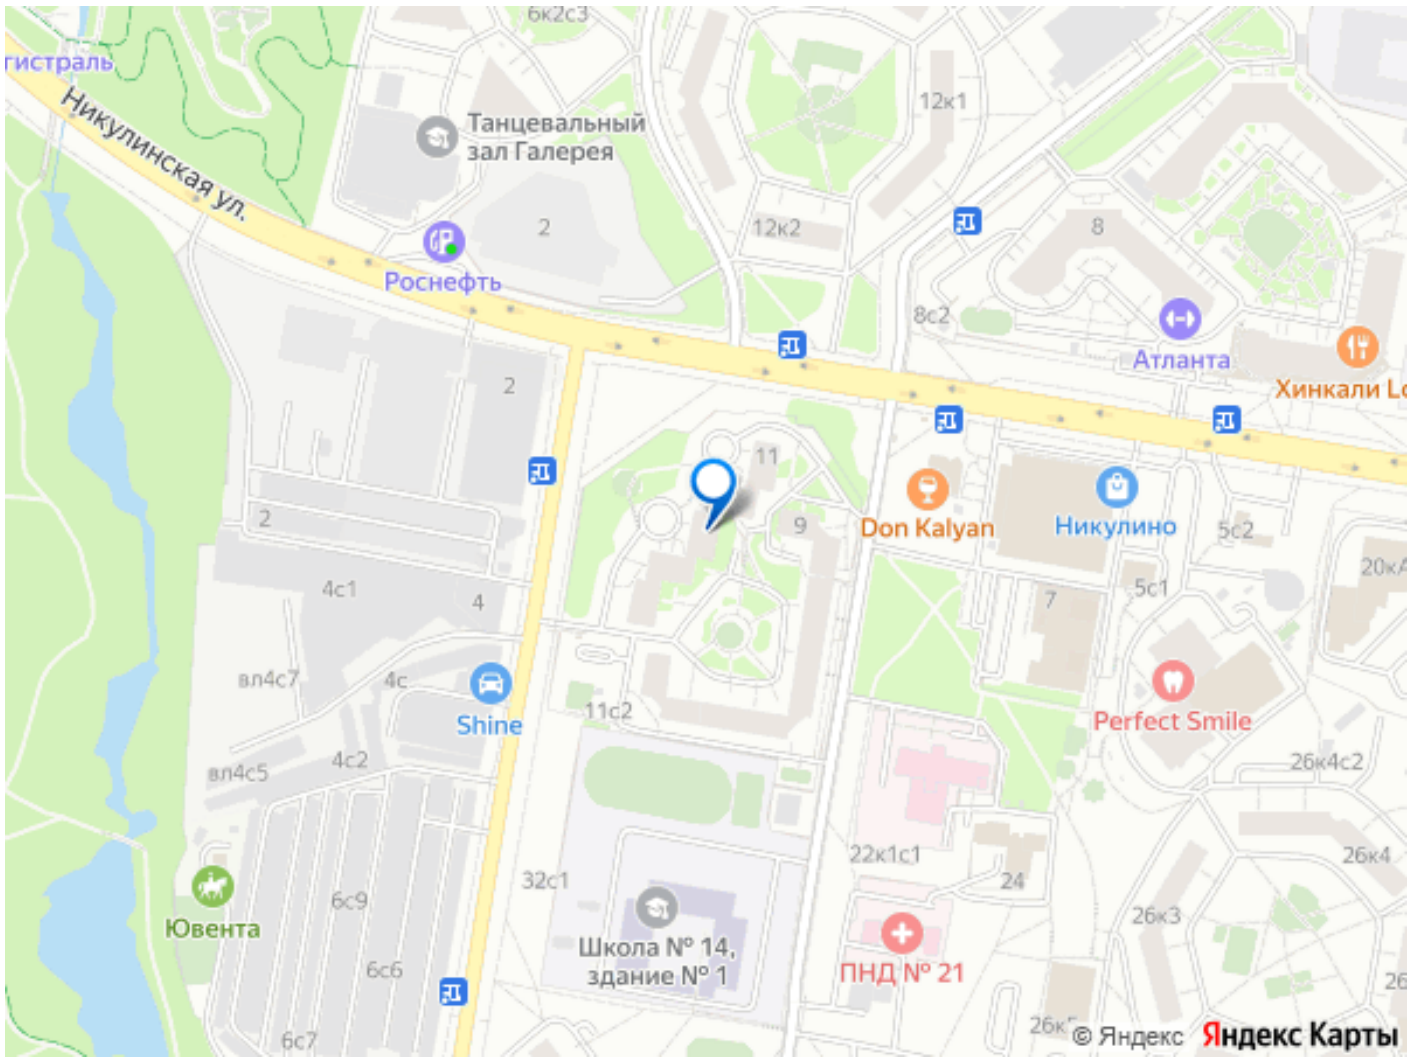 6к2с3
гистраль
Никулинская ул.
Танцевальный
зал Галерея
12к1
2
12к2
8
Роснефть
8с2
Атланта
Хинкали Lo
2
11
Don Kalyan
Никулино
2
9
5с2
20кА
4с1
4
7
5с1
вл4с7
4с
Shine
11с2
Perfect Smile
4с2
вл4с5
26к4с2
22к1с1
26к4
32с1
24
6с9
26к3
Ювента
Школа № 14,
здание № 1
ПНД № 21
6с6
26
26к5
6с7
© Яндекс Яндекс Карты